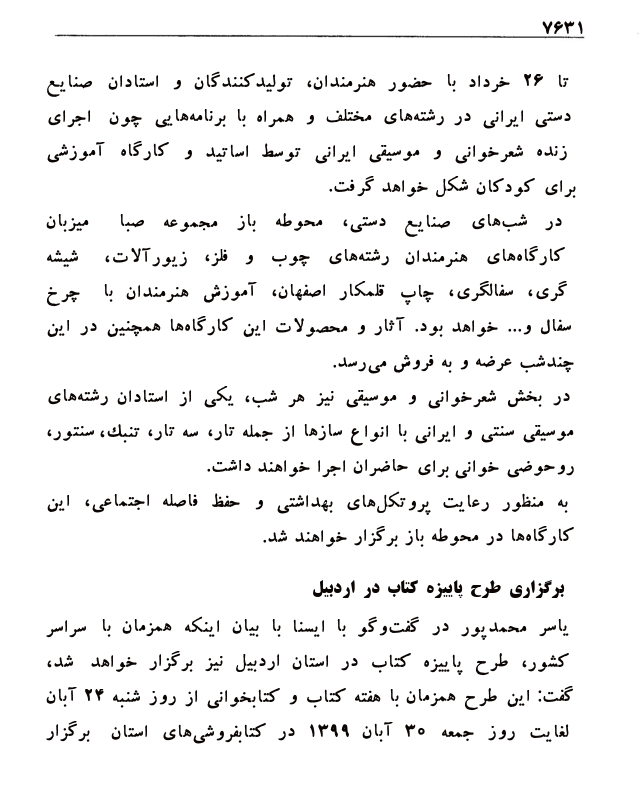 ۷۶۳۱
تا ۲۶ خرداد با حضور هنرمندان، تولیدکنندگان و استادان صنایع
دستی ایرانی در رشته‌های مختلف و همراه با برنامه‌هایی چون اجرای
زنده شعرخوانی و موسیقی ایرانی توسط اساتید و کارگاه آموزشی
برای کودکان شکل خواهد گرفت.
در شب‌های صنایع دستی، محوطه باز مجموعه صبا میزبان
کارگاه‌های هنرمندان رشته‌های چوب و فلز، زیورآلات، شیشه
گری، سفالگری، چاپ قلمکار اصفهان، آموزش هنرمندان با چرخ
سفال و... خواهد بود. آثار و محصولات این کارگاه‌ها همچنین در این
چندشب عرضه و به فروش می‌رسد.
در بخش شعرخوانی و موسیقی نیز هر شب، یکی از استادان رشته‌های
موسیقی سنتی و ایرانی با انواع سازها از جمله تار، سه تار، تنبك، سنتور،
روحوضی خوانی برای حاضران اجرا خواهند داشت.
به منظور رعایت پروتکل‌های بهداشتی و حفظ فاصله اجتماعی، این
کارگاه‌ها در محوطه باز برگزار خواهند شد.
برگزاری طرح پاییزه کتاب در اردبیل
یاسر محمدپور در گفت‌وگو با ایسنا با بیان اینکه همزمان با سراسر
کشور، طرح پاییزه کتاب در استان اردبیل نیز برگزار خواهد شد،
گفت: این طرح همزمان با هفته کتاب و کتابخوانی از روز شنبه ۲۴ آبان
لغایت روز جمعه ۳۰ آبان ۱۳۹۹ در کتابفروشی‌های استان برگزار